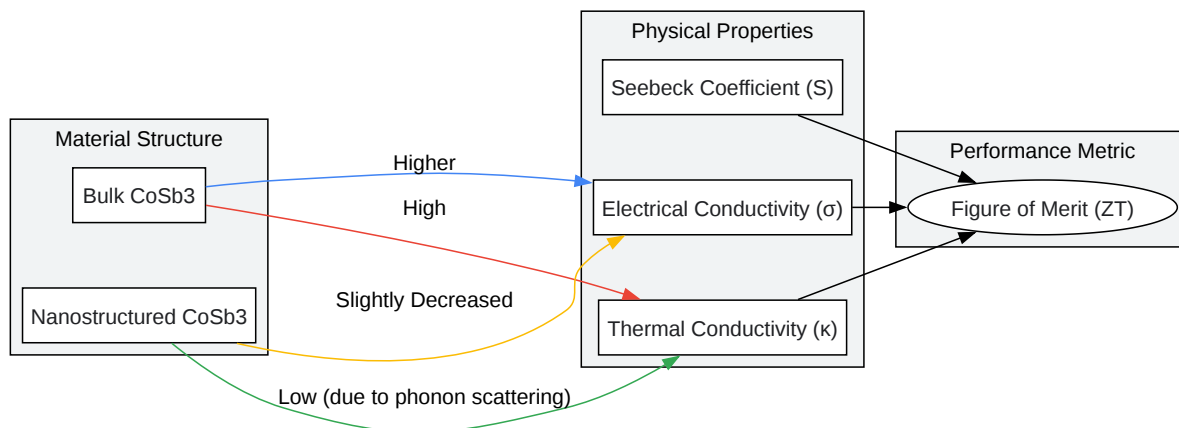 Material Structure
Bulk CoSb3
Nanostructured CoSb3
Higher
High
Slightly Decreased
Low (due to phonon scattering)
Physical Properties
Seebeck Coefficient (S)
Electrical Conductivity (σ)
Thermal Conductivity (κ)
Performance Metric
Figure of Merit (ZT)